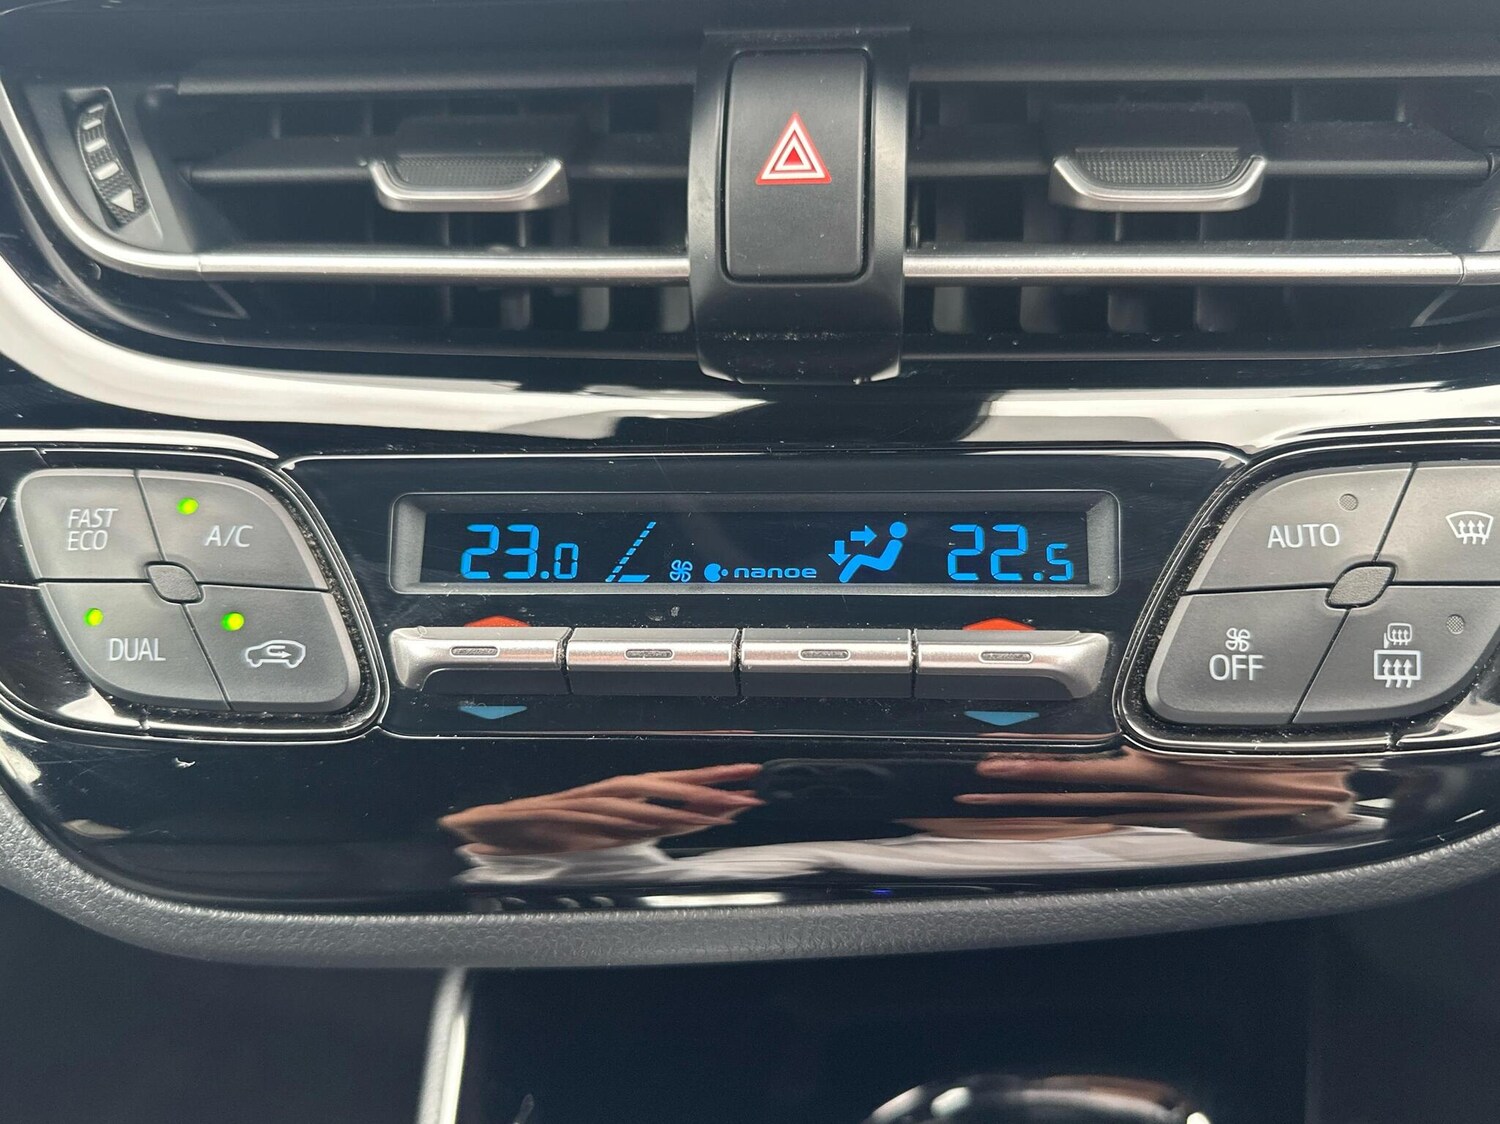 FAST
ECO
A/C
DUAL
23.0
nanoe
22.5
AUTO
OFF